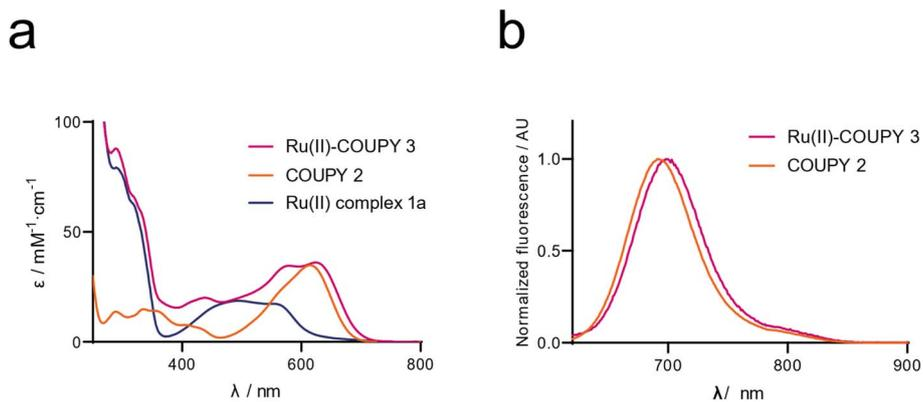 a
100
50
0
400
600
800
ε / mM⁻¹·cm⁻¹
λ / nm
Ru(II)-COUPY 3
COUPY 2
Ru(II) complex 1a
b
1.0
0.5
0.0
700
800
900
Normalized fluorescence / AU
λ/ nm
Ru(II)-COUPY 3
COUPY 2